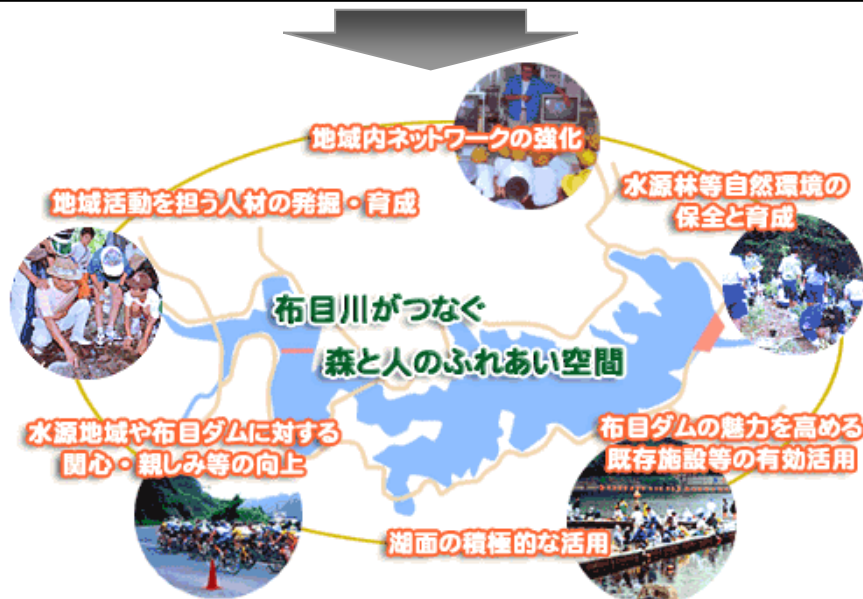 地域内ネットワークの強化
水源林等自然環境の
保全と育成
地域活動を担う人材の発掘・育成
布目川がつなぐ
森と人のふれあい空間
水源地域や布目ダムに対する
関心・親しみ等の向上
布目ダムの魅力を高める
既存施設等の有効活用
湖面の積極的な活用